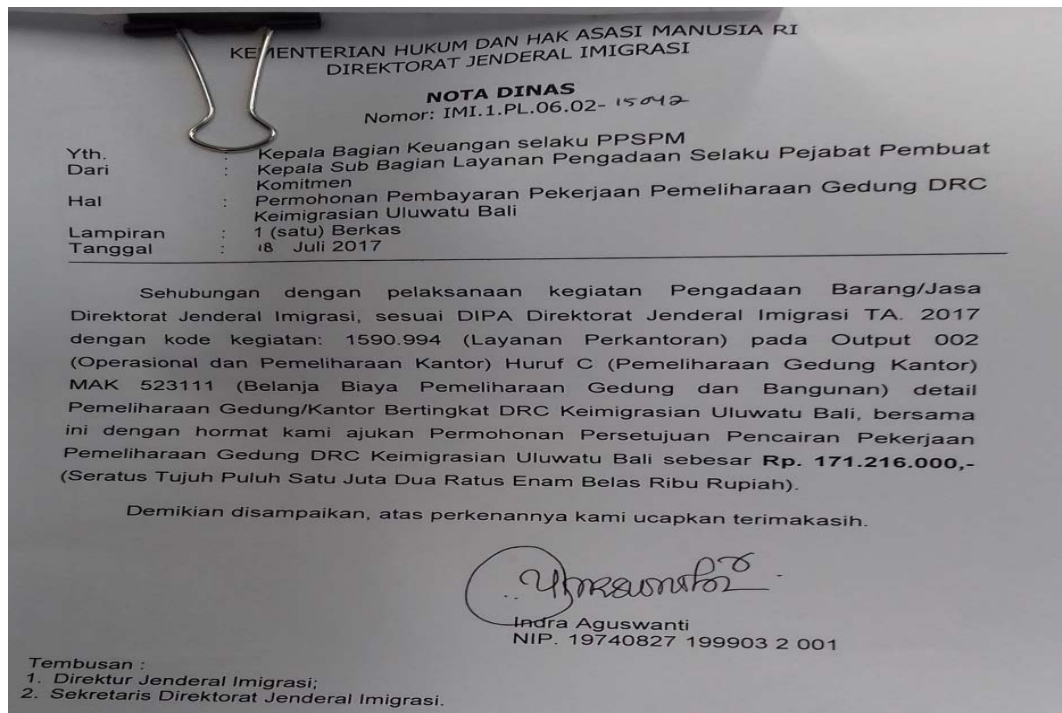 KEMENTERIAN HUKUM DAN HAK ASASI MANUSIA RI
DIREKTORAT JENDERAL IMIGRASI
NOTA DINAS
Nomor: IMI.1.PL.06.02- 15042
Yth. : Kepala Bagian Keuangan selaku PPSPM
Dari : Kepala Sub Bagian Layanan Pengadaan Selaku Pejabat Pembuat
Komitmen
Hal : Permohonan Pembayaran Pekerjaan Pemeliharaan Gedung DRC
Keimigrasian Uluwatu Bali
Lampiran : 1 (satu) Berkas
Tanggal : 18 Juli 2017
Sehubungan dengan pelaksanaan kegiatan Pengadaan Barang/Jasa
Direktorat Jenderal Imigrasi, sesuai DIPA Direktorat Jenderal Imigrasi TA. 2017
dengan kode kegiatan: 1590.994 (Layanan Perkantoran) pada Output 002
(Operasional dan Pemeliharaan Kantor) Huruf C (Pemeliharaan Gedung Kantor)
MAK 523111 (Belanja Biaya Pemeliharaan Gedung dan Bangunan) detail
Pemeliharaan Gedung/Kantor Bertingkat DRC Keimigrasian Uluwatu Bali, bersama
ini dengan hormat kami ajukan Permohonan Persetujuan Pencairan Pekerjaan
Pemeliharaan Gedung DRC Keimigrasian Uluwatu Bali sebesar Rp. 171.216.000,-
(Seratus Tujuh Puluh Satu Juta Dua Ratus Enam Belas Ribu Rupiah).
Demikian disampaikan, atas perkenannya kami ucapkan terimakasih.
Indra Aguswanti
NIP. 19740827 199903 2 001
Tembusan :
1. Direktur Jenderal Imigrasi;
2. Sekretaris Direktorat Jenderal Imigrasi.